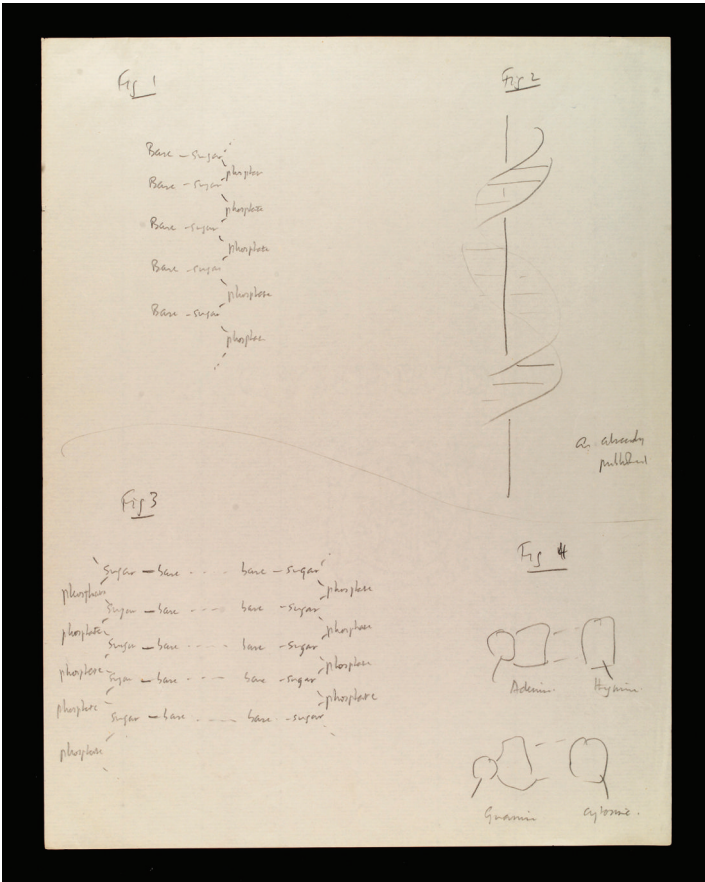 Fig 1
Base - sugar
phosphate
Base - sugar
phosphate
Base - sugar
phosphate
Base - sugar
phosphate
Base - sugar
phosphate
Fig 2
as already
published
Fig 3
sugar - base - - - - base - sugar
phosphate phosphate
sugar - base - - - - base - sugar
phosphate phosphate
sugar - base - - - - base - sugar
phosphate phosphate
sugar - base - - - - base - sugar
phosphate phosphate
sugar - base - - - - base - sugar
phosphate
Fig 4
Adenine
Guanine cytosine.